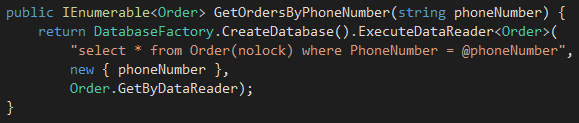 public IEnumerable<Order> GetOrdersByPhoneNumber(string phoneNumber) {
return DatabaseFactory.CreateDatabase().ExecuteDataReader<Order>(
"select * from Order(nolock) where PhoneNumber = @phoneNumber",
new { phoneNumber },
Order.GetByDataReader);
}